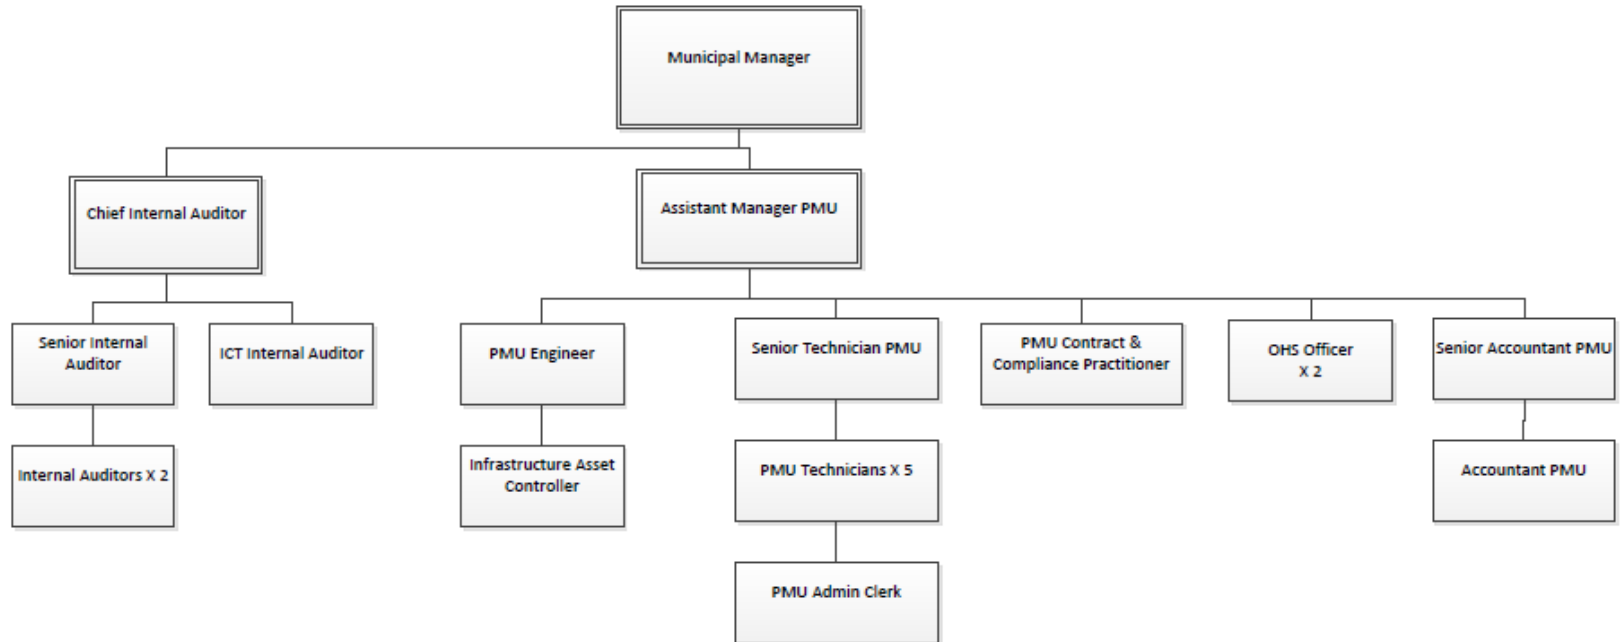 Municipal Manager
Chief Internal Auditor
Assistant Manager PMU
Senior Internal
Auditor
ICT Internal Auditor
PMU Engineer
Senior Technician PMU
PMU Contract &
Compliance Practitioner
OHS Officer
X 2
Senior Accountant PMU
Internal Auditors X 2
Infrastructure Asset
Controller
PMU Technicians X 5
Accountant PMU
PMU Admin Clerk